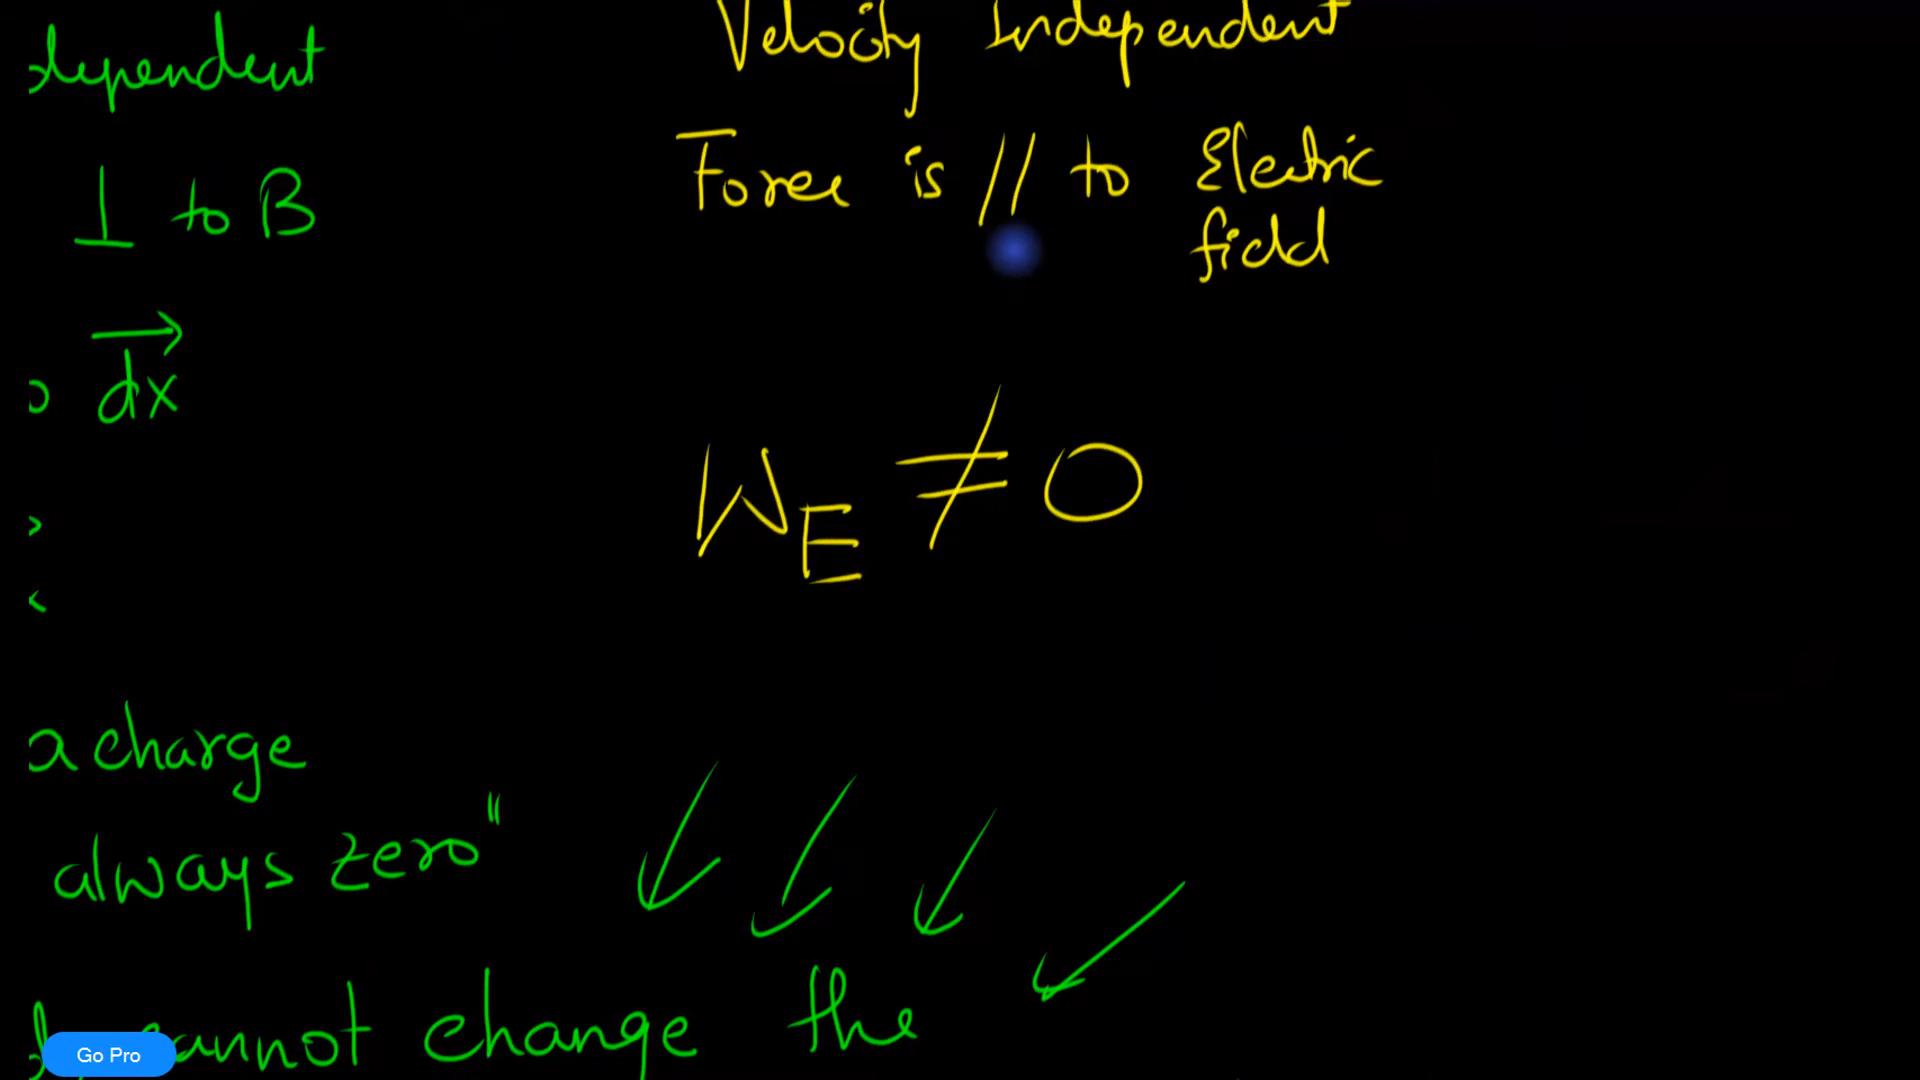 dependent
⊥ to B
dx
a charge
always zero"
cannot change the
Velocity Independent
Force is // to Electric
field
W_E ≠ 0
Go Pro